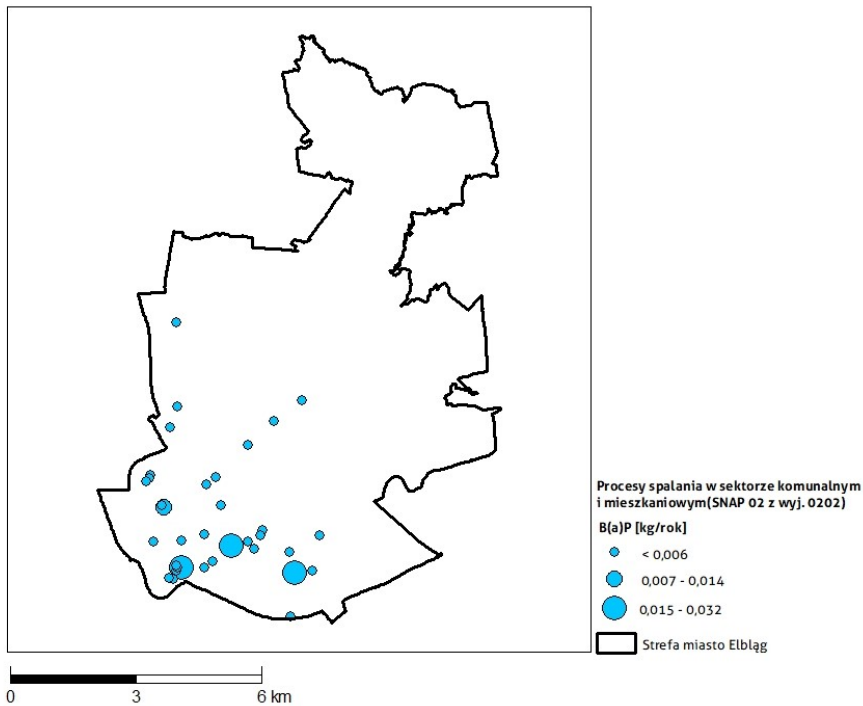 Procesy spalania w sektorze komunalnym
i mieszkaniowym(SNAP 02 z wyj. 0202)
B(a)P [kg/rok]
< 0,006
0,007 - 0,014
0,015 - 0,032
Strefa miasto Elbląg
0 3 6 km